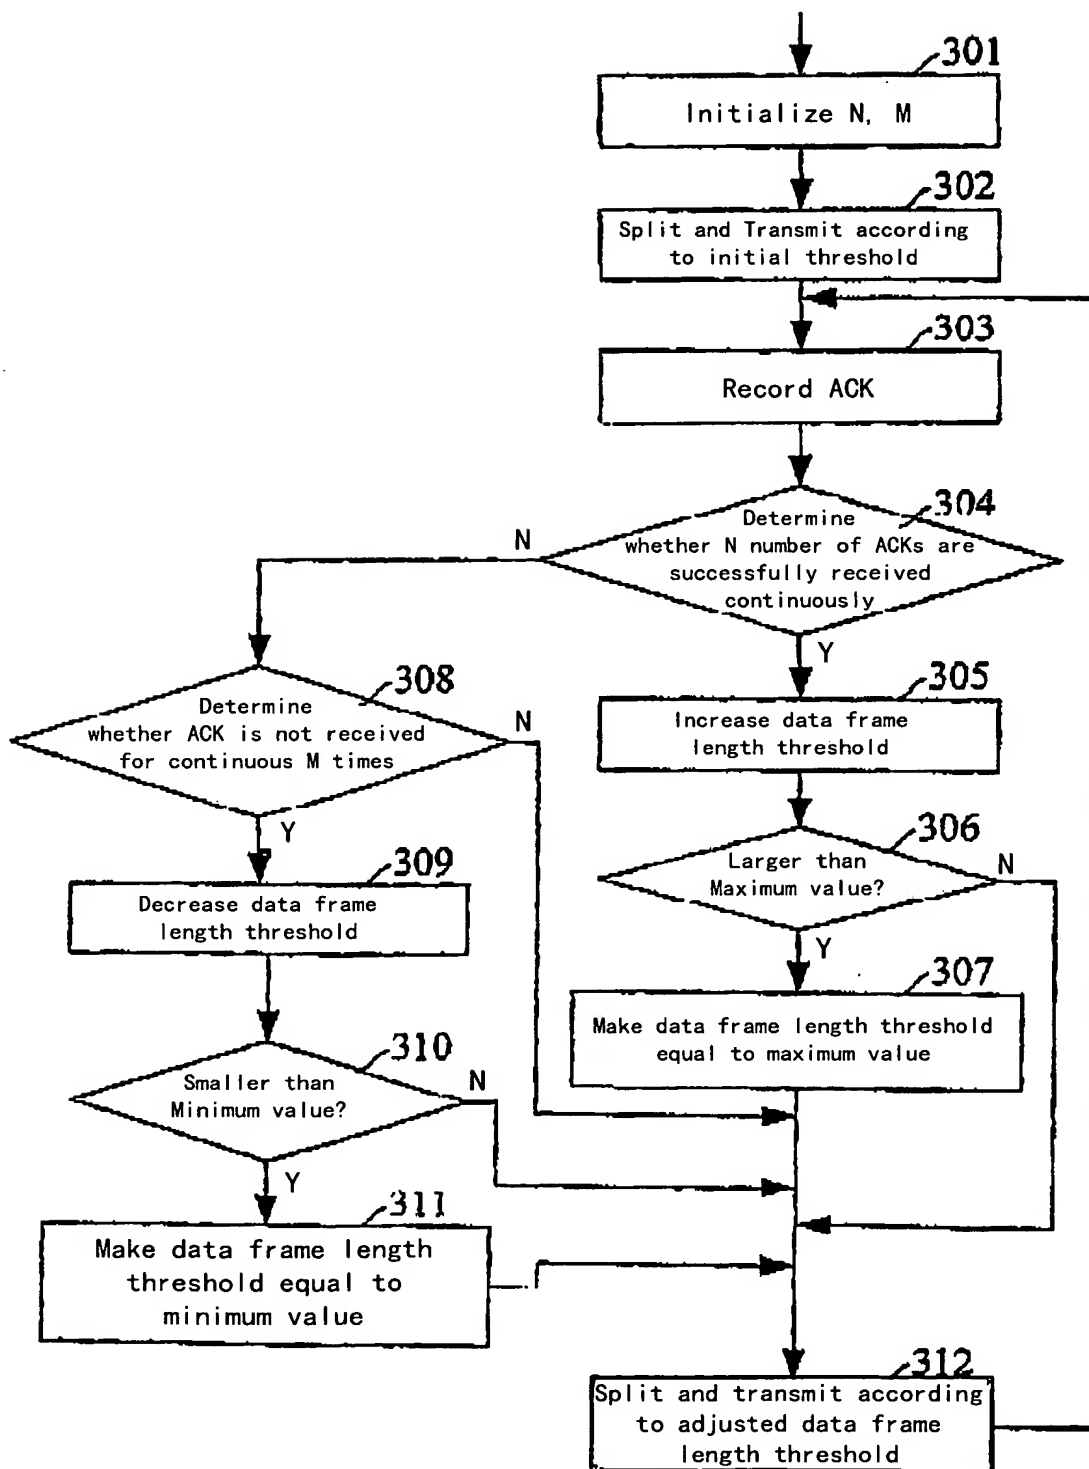 301
Initialize N, M
302
Split and Transmit according
to initial threshold
303
Record ACK
304
Determine
whether N number of ACKs are
successfully received
continuously
N
Y
308
Determine
whether ACK is not received
for continuous M times
N
Y
305
Increase data frame
length threshold
306
Larger than
Maximum value?
N
Y
309
Decrease data frame
length threshold
307
Make data frame length threshold
equal to maximum value
310
Smaller than
Minimum value?
N
Y
311
Make data frame length
threshold equal to
minimum value
312
Split and transmit according
to adjusted data frame
length threshold